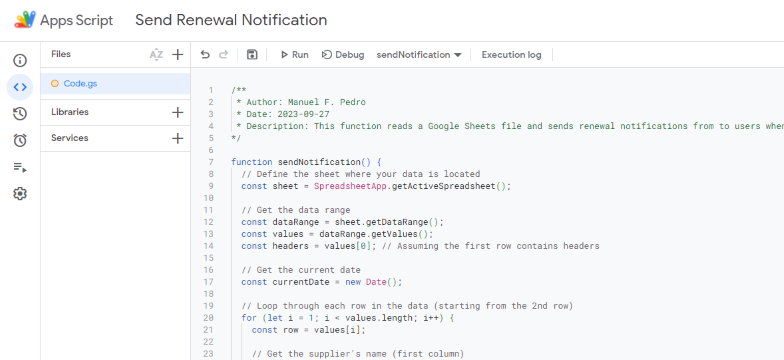 Apps Script Send Renewal Notification
Files AZ Run Debug sendNotification Execution log
Code.gs
Libraries
Services
1 /**
2 * Author: Manuel F. Pedro
3 * Date: 2023-09-27
4 * Description: This function reads a Google Sheets file and sends renewal notifications from to users when
5 */
6
7 function sendNotification() {
8 // Define the sheet where your data is located
9 const sheet = SpreadsheetApp.getActiveSpreadsheet();
10
11 // Get the data range
12 const dataRange = sheet.getDataRange();
13 const values = dataRange.getValues();
14 const headers = values[0]; // Assuming the first row contains headers
15
16 // Get the current date
17 const currentDate = new Date();
18
19 // Loop through each row in the data (starting from the 2nd row)
20 for (let i = 1; i < values.length; i++) {
21 const row = values[i];
22
23 // Get the supplier's name (first column)